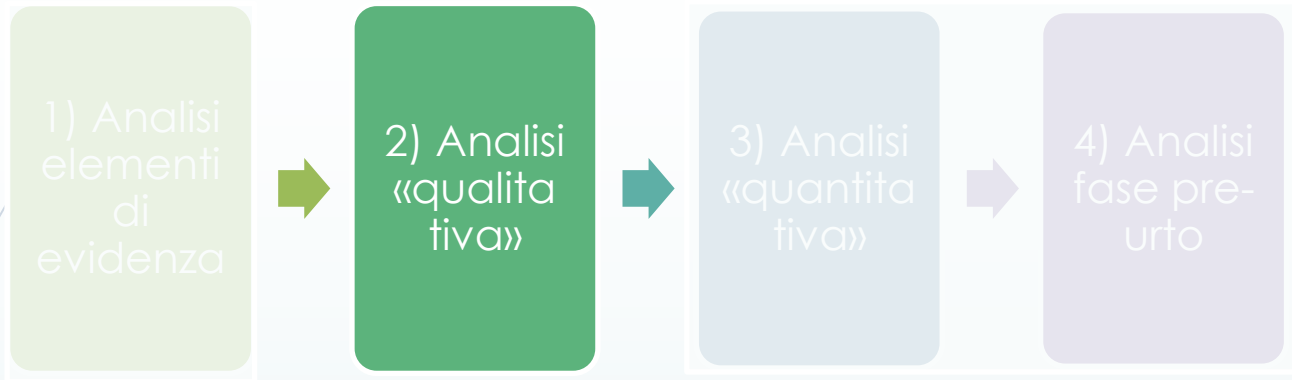 1) Analisi
elementi
di
evidenza
2) Analisi
«qualita
tiva»
3) Analisi
«quantita
tiva»
4) Analisi
fase pre-
urto